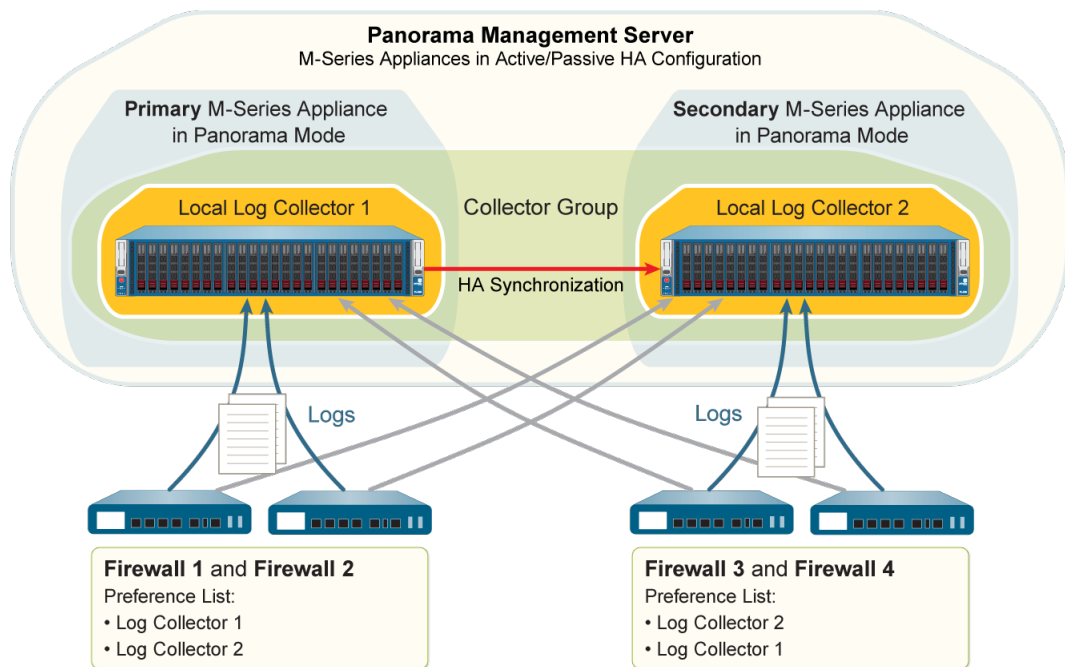 Panorama Management Server
M-Series Appliances in Active/Passive HA Configuration
Primary M-Series Appliance
in Panorama Mode
Secondary M-Series Appliance
in Panorama Mode
Local Log Collector 1
Collector Group
Local Log Collector 2
HA Synchronization
Logs
Logs
Firewall 1 and Firewall 2
Preference List:
• Log Collector 1
• Log Collector 2
Firewall 3 and Firewall 4
Preference List:
• Log Collector 2
• Log Collector 1